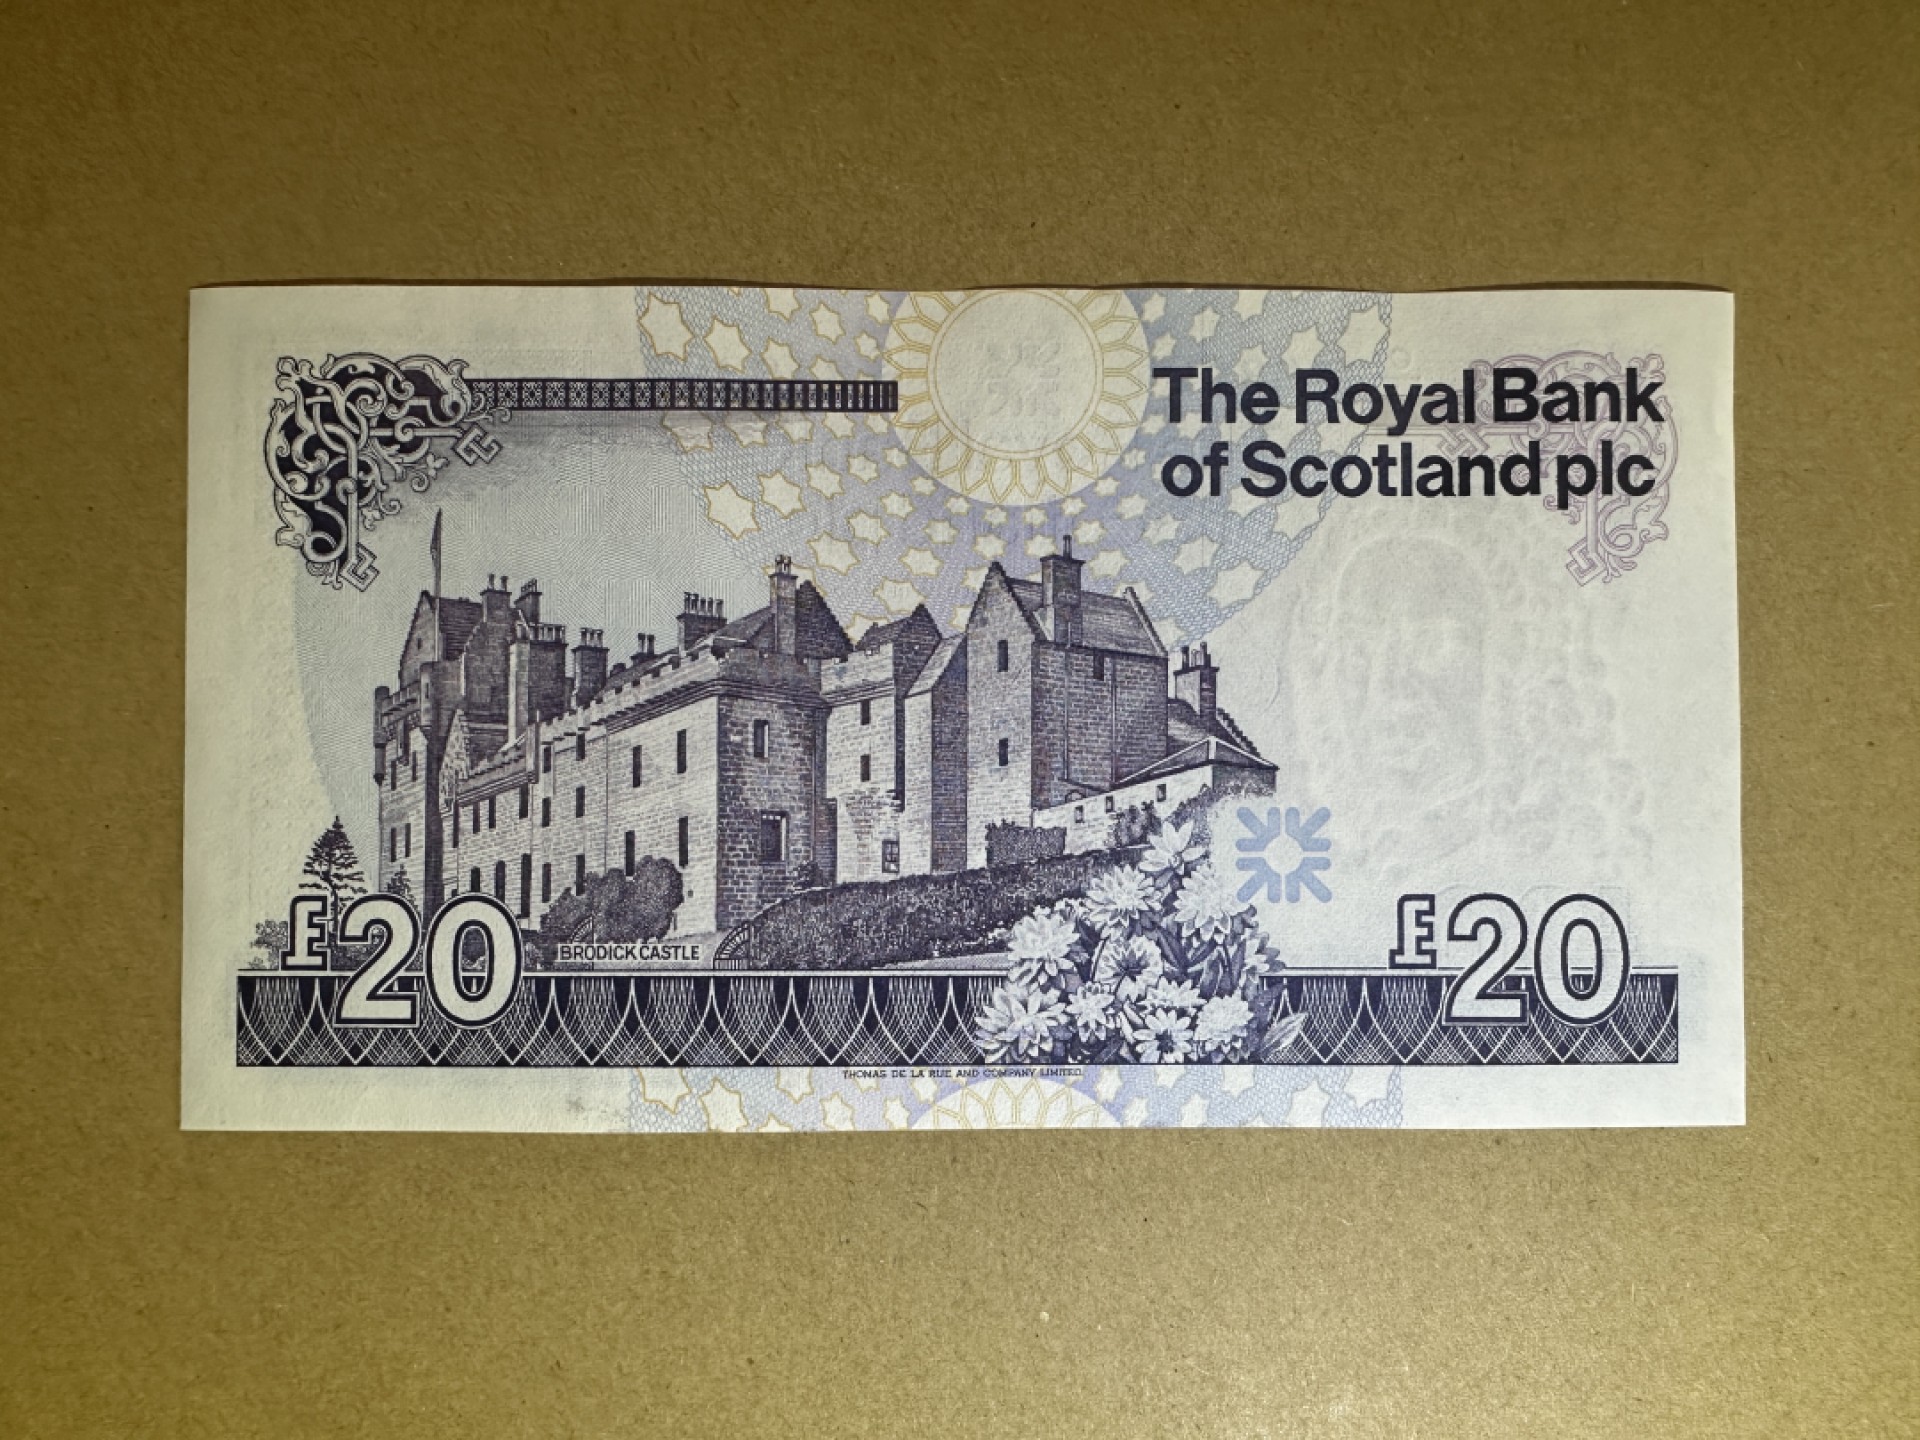 The Royal Bank
of Scotland plc
£20
BRODICK CASTLE
£20
THOMAS DE LA RUE AND COMPANY LIMITED.